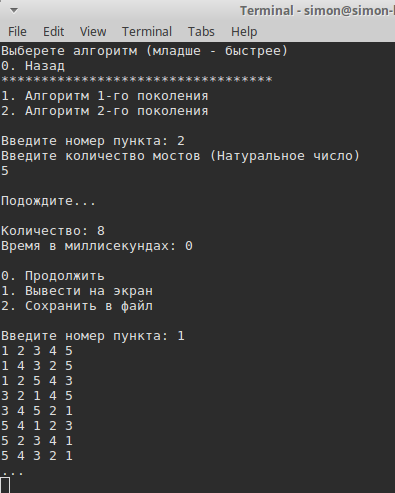 Terminal - simon@simon-
File Edit View Terminal Tabs Help
Выберете алгоритм (младше - быстрее)
0. Назад
**********************************
1. Алгоритм 1-го поколения
2. Алгоритм 2-го поколения
Введите номер пункта: 2
Введите количество мостов (Натуральное число)
5
Подождите...
Количество: 8
Время в миллисекундах: 0
0. Продолжить
1. Вывести на экран
2. Сохранить в файл
Введите номер пункта: 1
1 2 3 4 5
1 4 3 2 5
1 2 5 4 3
3 2 1 4 5
3 4 5 2 1
5 4 1 2 3
5 2 3 4 1
5 4 3 2 1
...